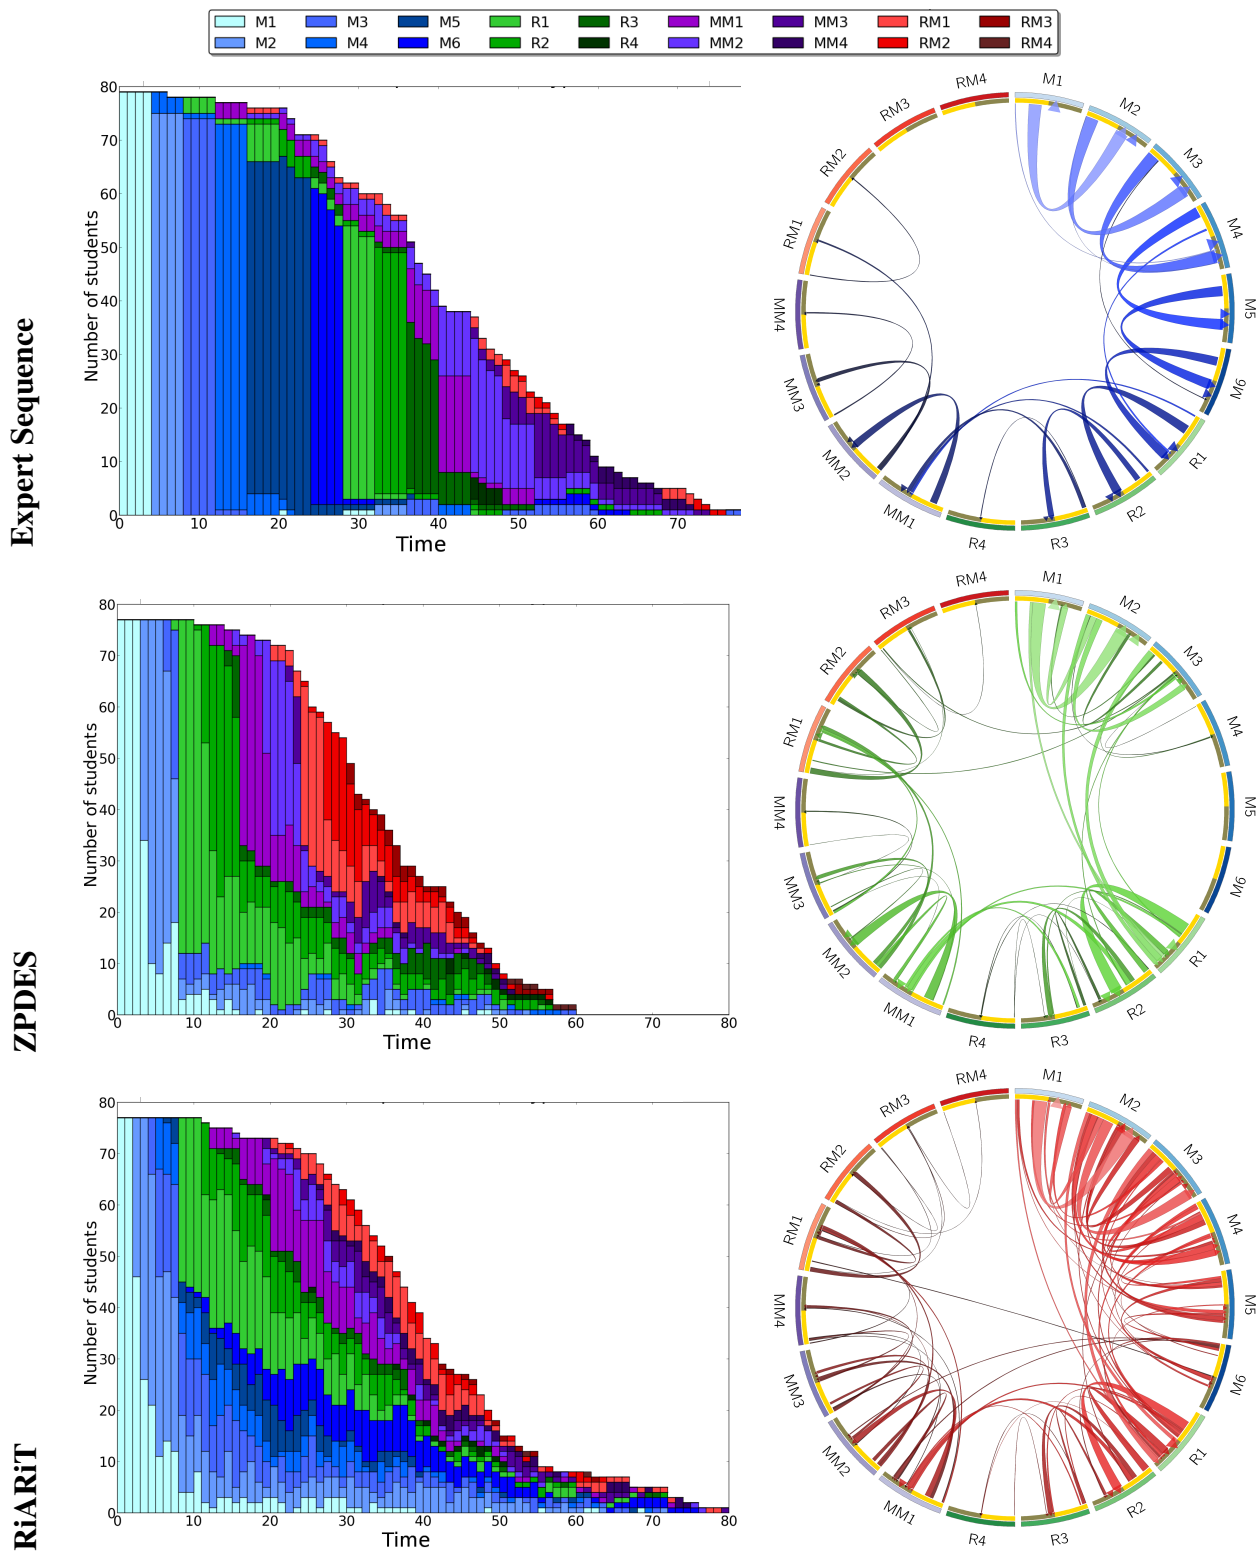 M1 M3 M5 R1 R3 MM1 MM3 RM1 RM3
M2 M4 M6 R2 R4 MM2 MM4 RM2 RM4
Expert Sequence
Number of students
80
70
60
50
40
30
20
10
0
0 10 20 30 40 50 60 70
Time
M1
M2
M3
M4
M5
M6
R1
R2
R3
R4
MM1
MM2
MM3
MM4
RM1
RM2
RM3
RM4
ZPDES
Number of students
80
70
60
50
40
30
20
10
0
0 10 20 30 40 50 60 70 80
Time
M1
M2
M3
M4
M5
M6
R1
R2
R3
R4
MM1
MM2
MM3
MM4
RM1
RM2
RM3
RM4
RiARiT
Number of students
80
70
60
50
40
30
20
10
0
0 10 20 30 40 50 60 70 80
Time
M1
M2
M3
M4
M5
M6
R1
R2
R3
R4
MM1
MM2
MM3
MM4
RM1
RM2
RM3
RM4